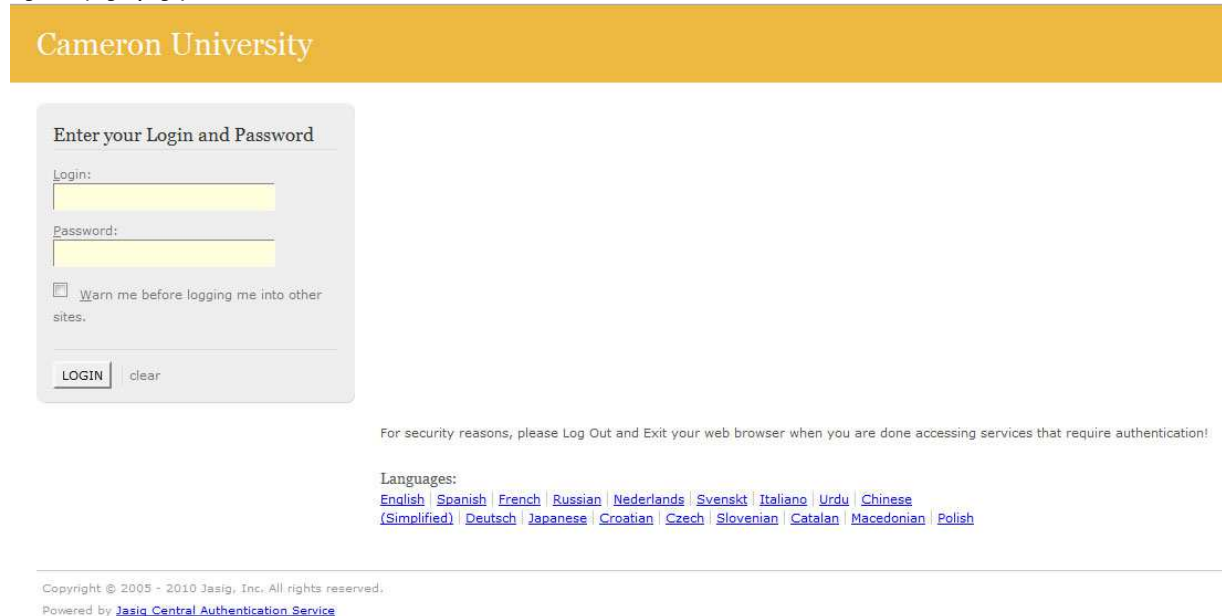 Cameron University
Enter your Login and Password
Login:
Password:
Warn me before logging me into other
sites.
LOGIN clear
For security reasons, please Log Out and Exit your web browser when you are done accessing services that require authentication!
Languages:
English Spanish French Russian Nederlands Svenskt Italiano Urdu Chinese
(Simplified) Deutsch Japanese Croatian Czech Slovenian Catalan Macedonian Polish
Copyright © 2005 - 2010 Jasig, Inc. All rights reserved.
Powered by Jasig Central Authentication Service